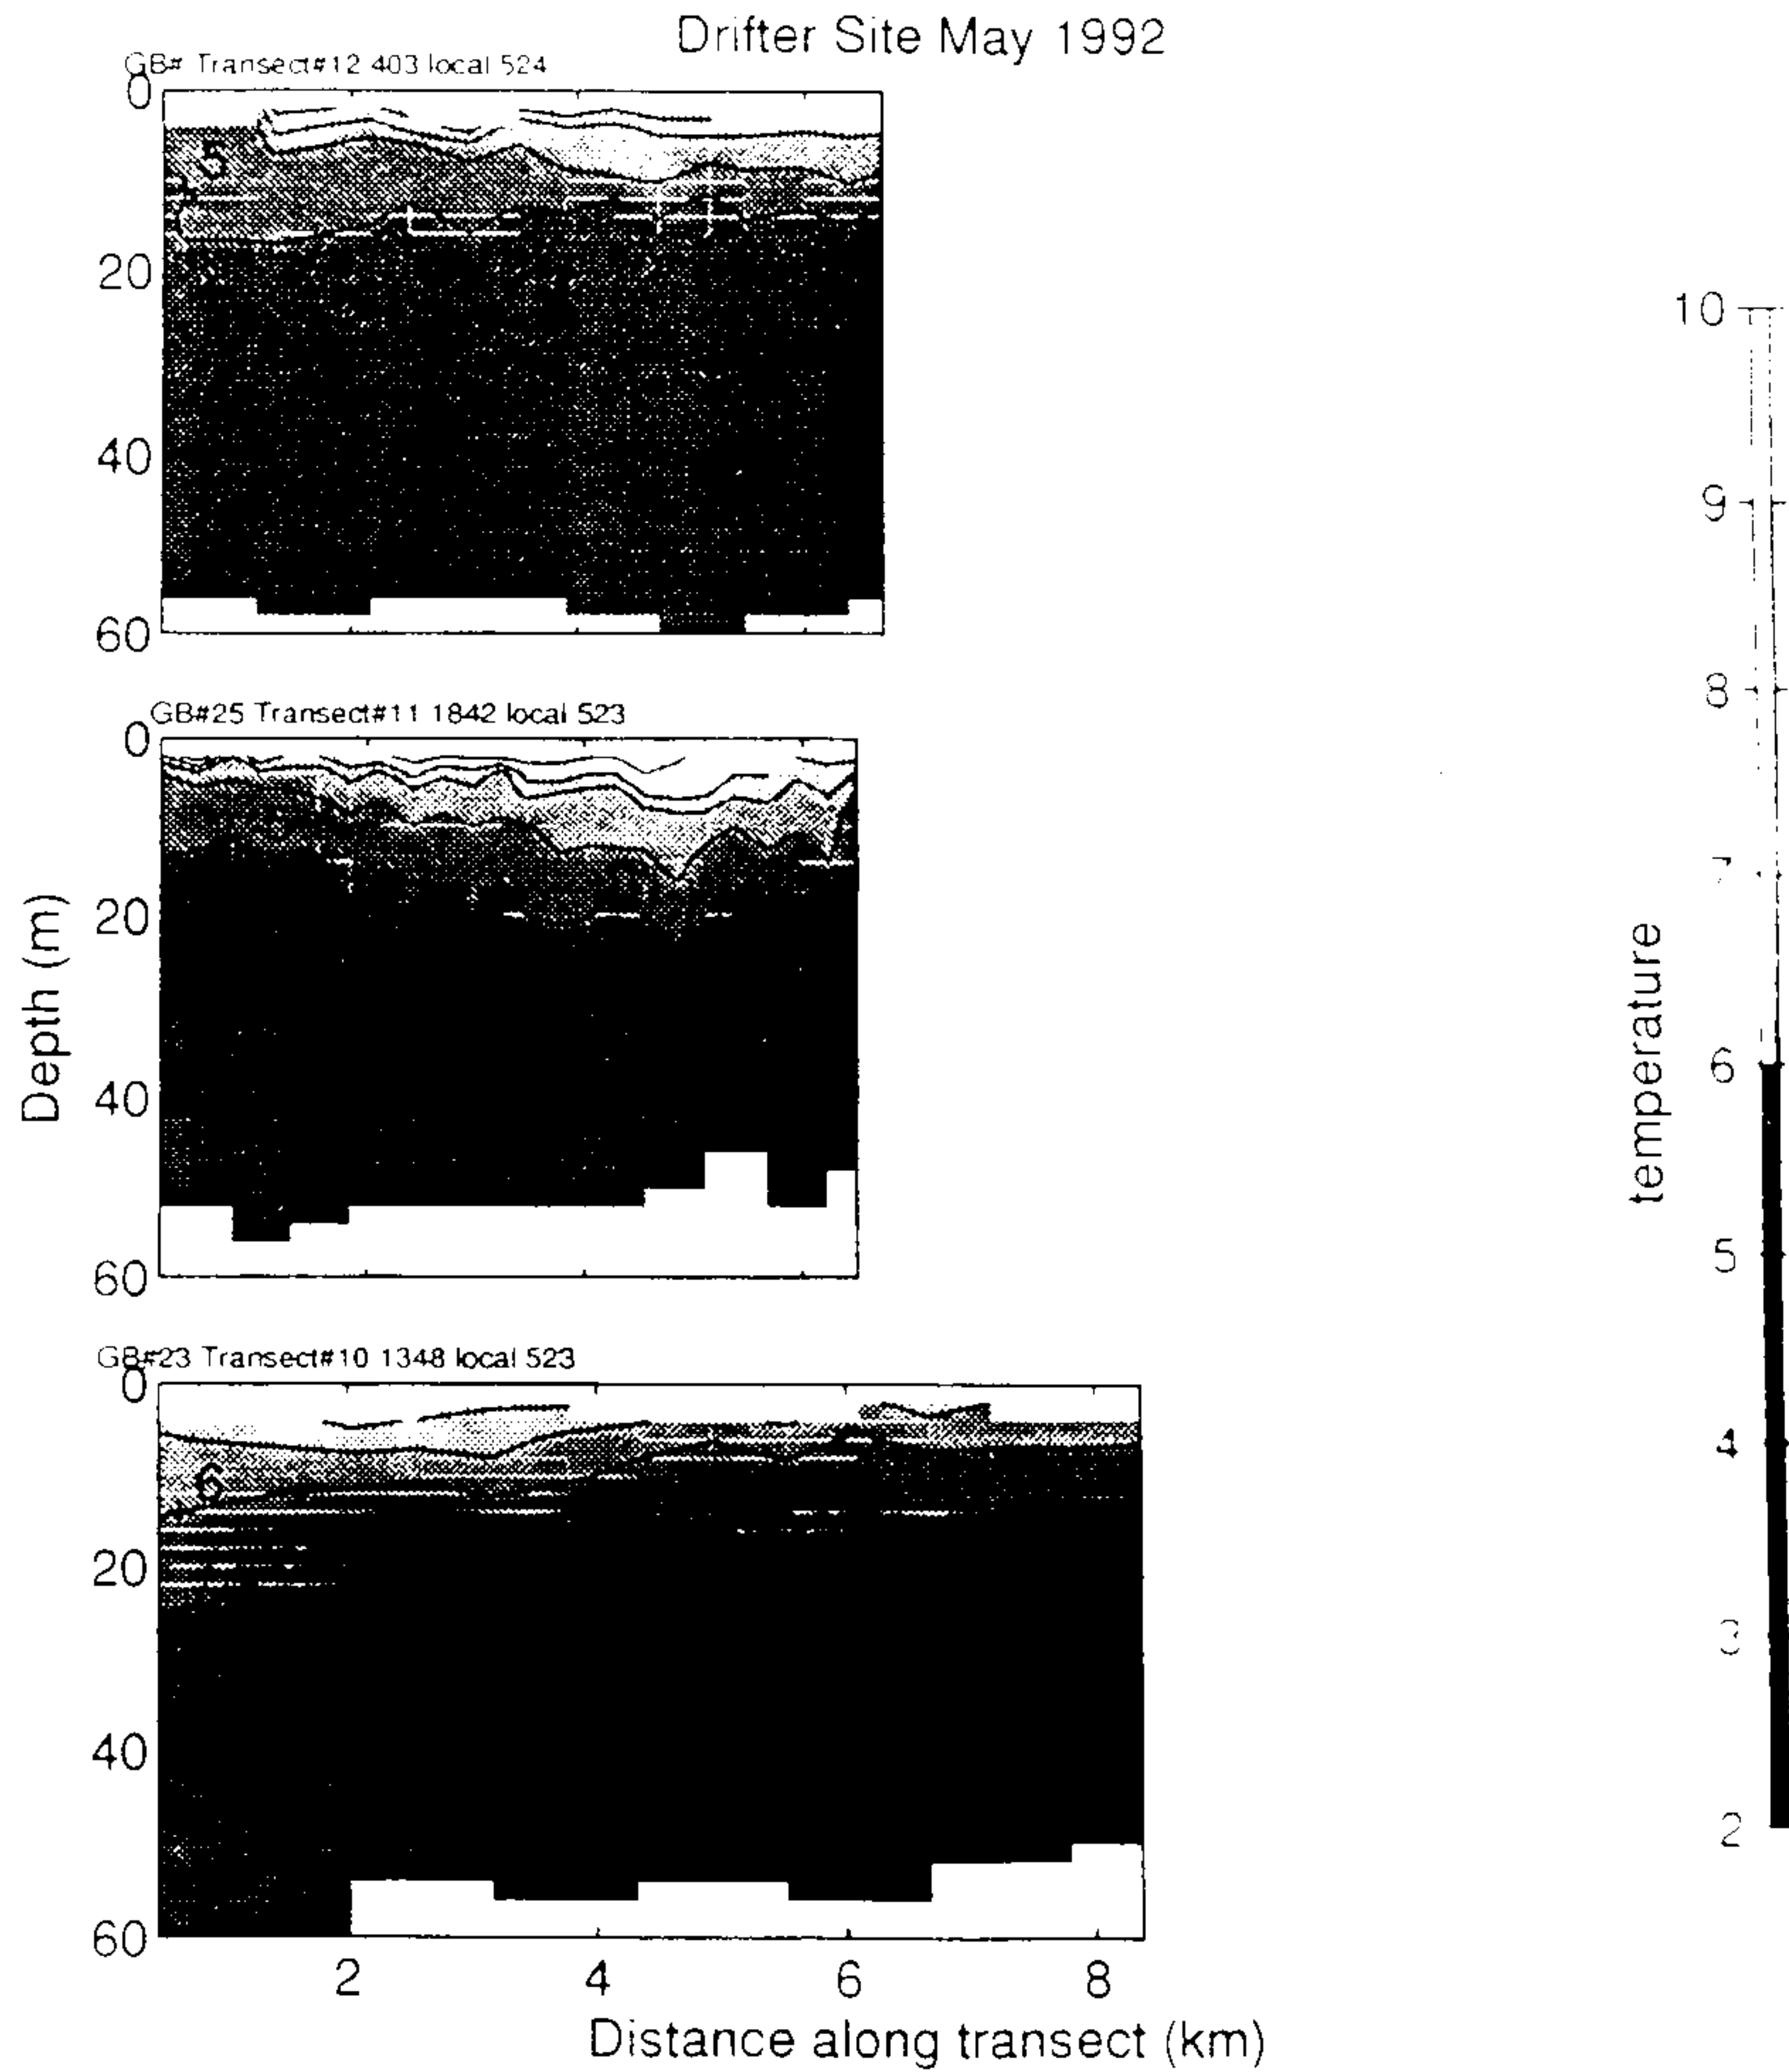 Drifter Site May 1992
GB# Transect#12 403 local 524
0
5
20
40
60
GB#25 Transect#11 1842 local 523
0
20
40
60
Depth (m)
GB#23 Transect#10 1348 local 523
0
6
20
40
60
2 4 6 8
Distance along transect (km)
temperature
10
9
8
7
6
5
4
3
2